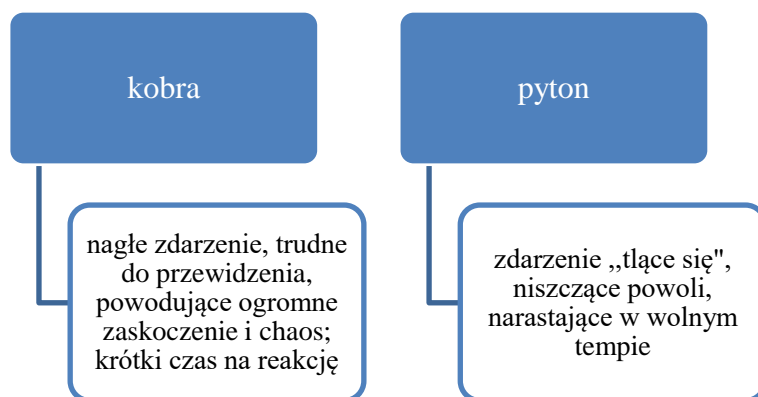 kobra
nagłe zdarzenie, trudne
do przewidzenia,
powodujące ogromne
zaskoczenie i chaos;
krótki czas na reakcję
pyton
zdarzenie ,,tlące się",
niszczące powoli,
narastające w wolnym
tempie